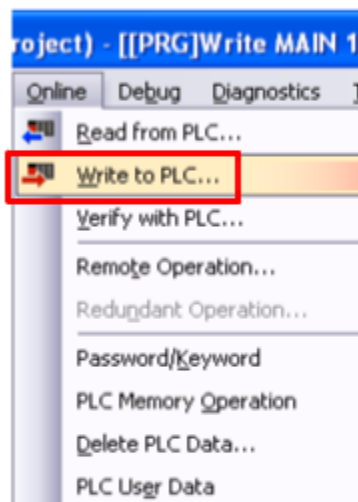 roject) - [[PRG]Write MAIN 1
Online Debug Diagnostics
Read from PLC...
Write to PLC...
Verify with PLC...
Remote Operation...
Redundant Operation...
Password/Keyword
PLC Memory Operation
Delete PLC Data...
PLC User Data